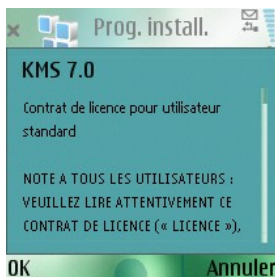 Prog. install.
KMS 7.0
Contrat de licence pour utilisateur
standard
NOTE A TOUS LES UTILISATEURS :
VEUILLEZ LIRE ATTENTIVEMENT CE
CONTRAT DE LICENCE (« LICENCE »),
OK Annuler